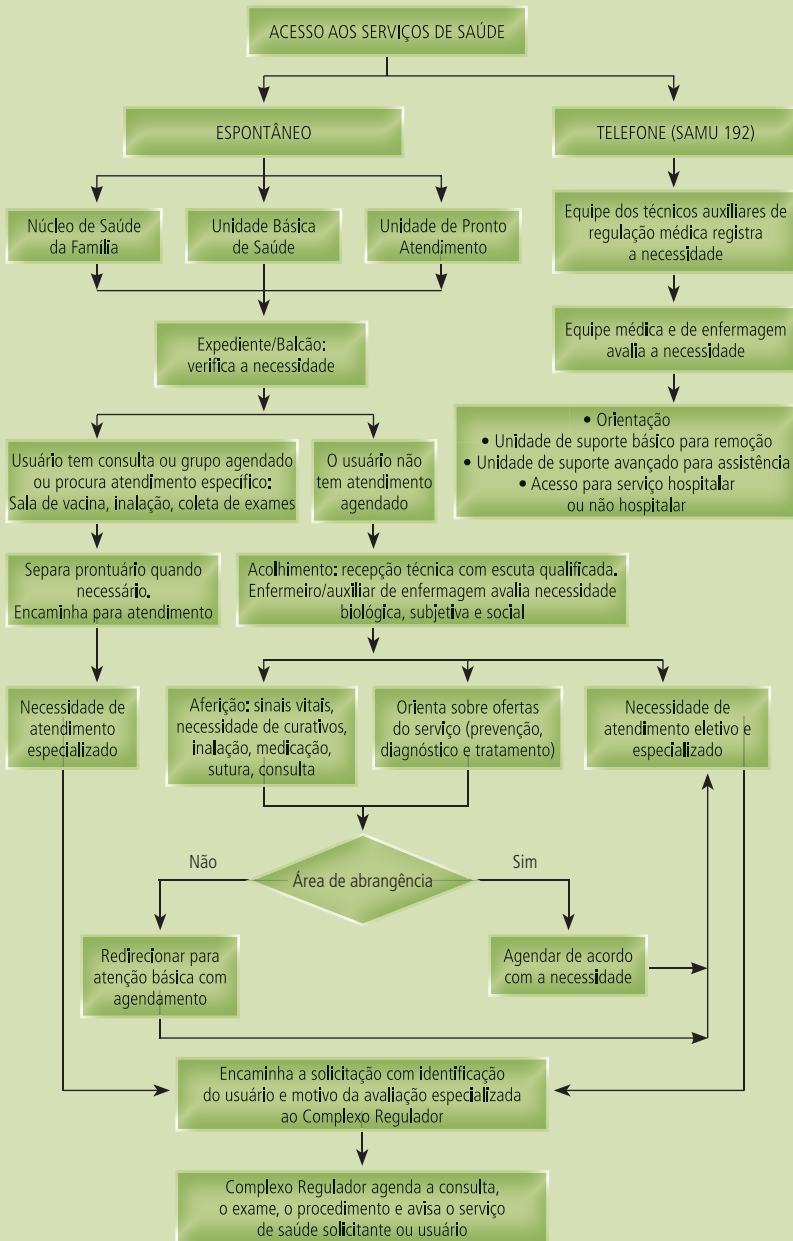 ACESSO AOS SERVIÇOS DE SAÚDE
ESPONTÂNEO
TELEFONE (SAMU 192)
Núcleo de Saúde
da Família
Unidade Básica
de Saúde
Unidade de Pronto
Atendimento
Equipe dos técnicos auxiliares de
regulação médica registra
a necessidade
Expediente/Balcão:
verifica a necessidade
Equipe médica e de enfermagem
avalia a necessidade
• Orientação
• Unidade de suporte básico para remoção
• Unidade de suporte avançado para assistência
• Acesso para serviço hospitalar
ou não hospitalar
Usuário tem consulta ou grupo agendado
ou procura atendimento específico:
Sala de vacina, inalação, coleta de exames
O usuário não
tem atendimento
agendado
Separa prontuário quando
necessário.
Encaminha para atendimento
Acolhimento: recepção técnica com escuta qualificada.
Enfermeiro/auxiliar de enfermagem avalia necessidade
biológica, subjetiva e social
Necessidade de
atendimento
especializado
Aferição: sinais vitais,
necessidade de curativos,
inalação, medicação,
sutura, consulta
Orienta sobre ofertas
do serviço (prevenção,
diagnóstico e tratamento)
Necessidade de
atendimento eletivo e
especializado
Não
Área de abrangência
Sim
Redirecionar para
atenção básica com
agendamento
Agendar de acordo
com a necessidade
Encaminha a solicitação com identificação
do usuário e motivo da avaliação especializada
ao Complexo Regulador
Complexo Regulador agenda a consulta,
o exame, o procedimento e avisa o serviço
de saúde solicitante ou usuário